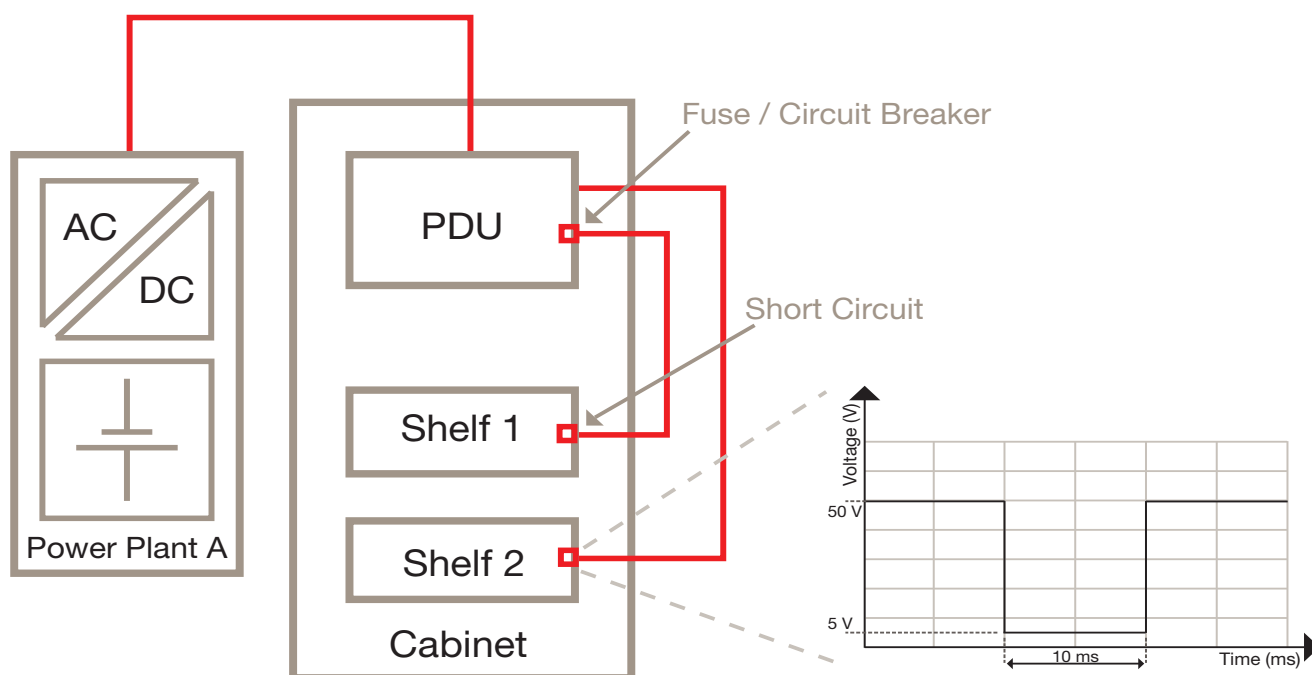 Fuse / Circuit Breaker
AC
DC
PDU
Short Circuit
Shelf 1
Shelf 2
Power Plant A
Cabinet
Voltage (V)
50 V
5 V
10 ms
Time (ms)